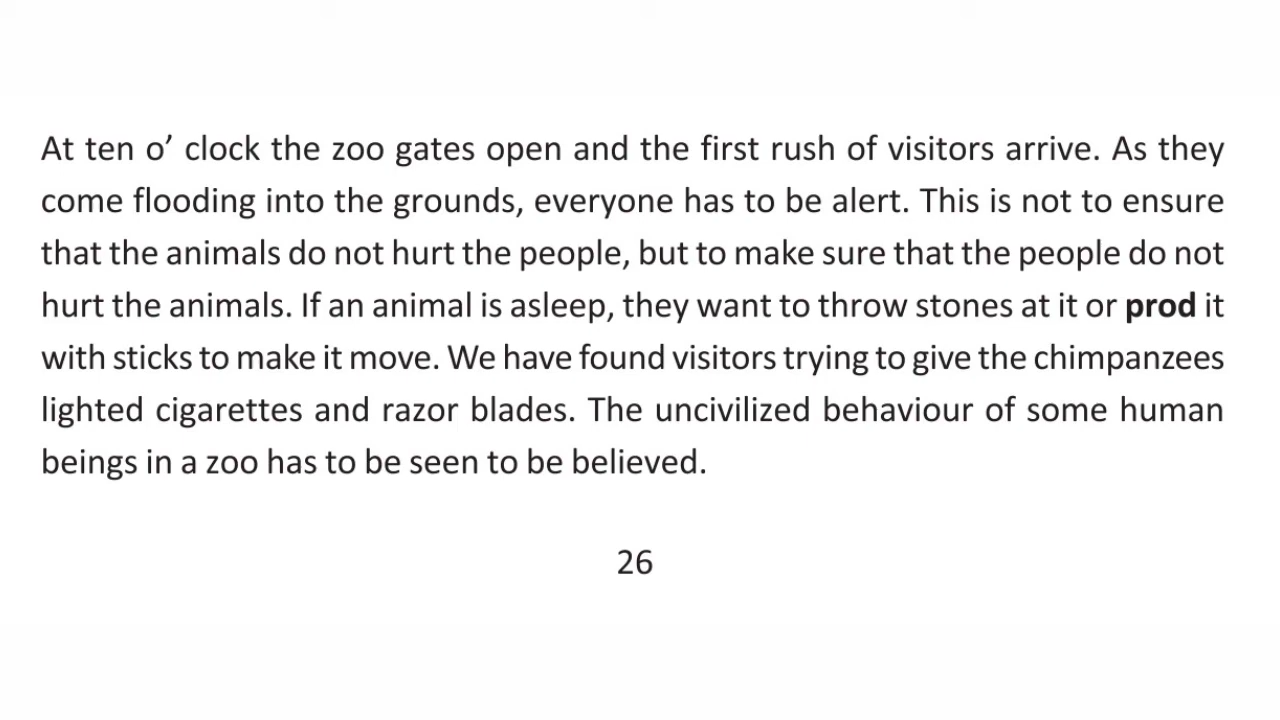 At ten o’ clock the zoo gates open and the first rush of visitors arrive. As they
come flooding into the grounds, everyone has to be alert. This is not to ensure
that the animals do not hurt the people, but to make sure that the people do not
hurt the animals. If an animal is asleep, they want to throw stones at it or prod it
with sticks to make it move. We have found visitors trying to give the chimpanzees
lighted cigarettes and razor blades. The uncivilized behaviour of some human
beings in a zoo has to be seen to be believed.
26